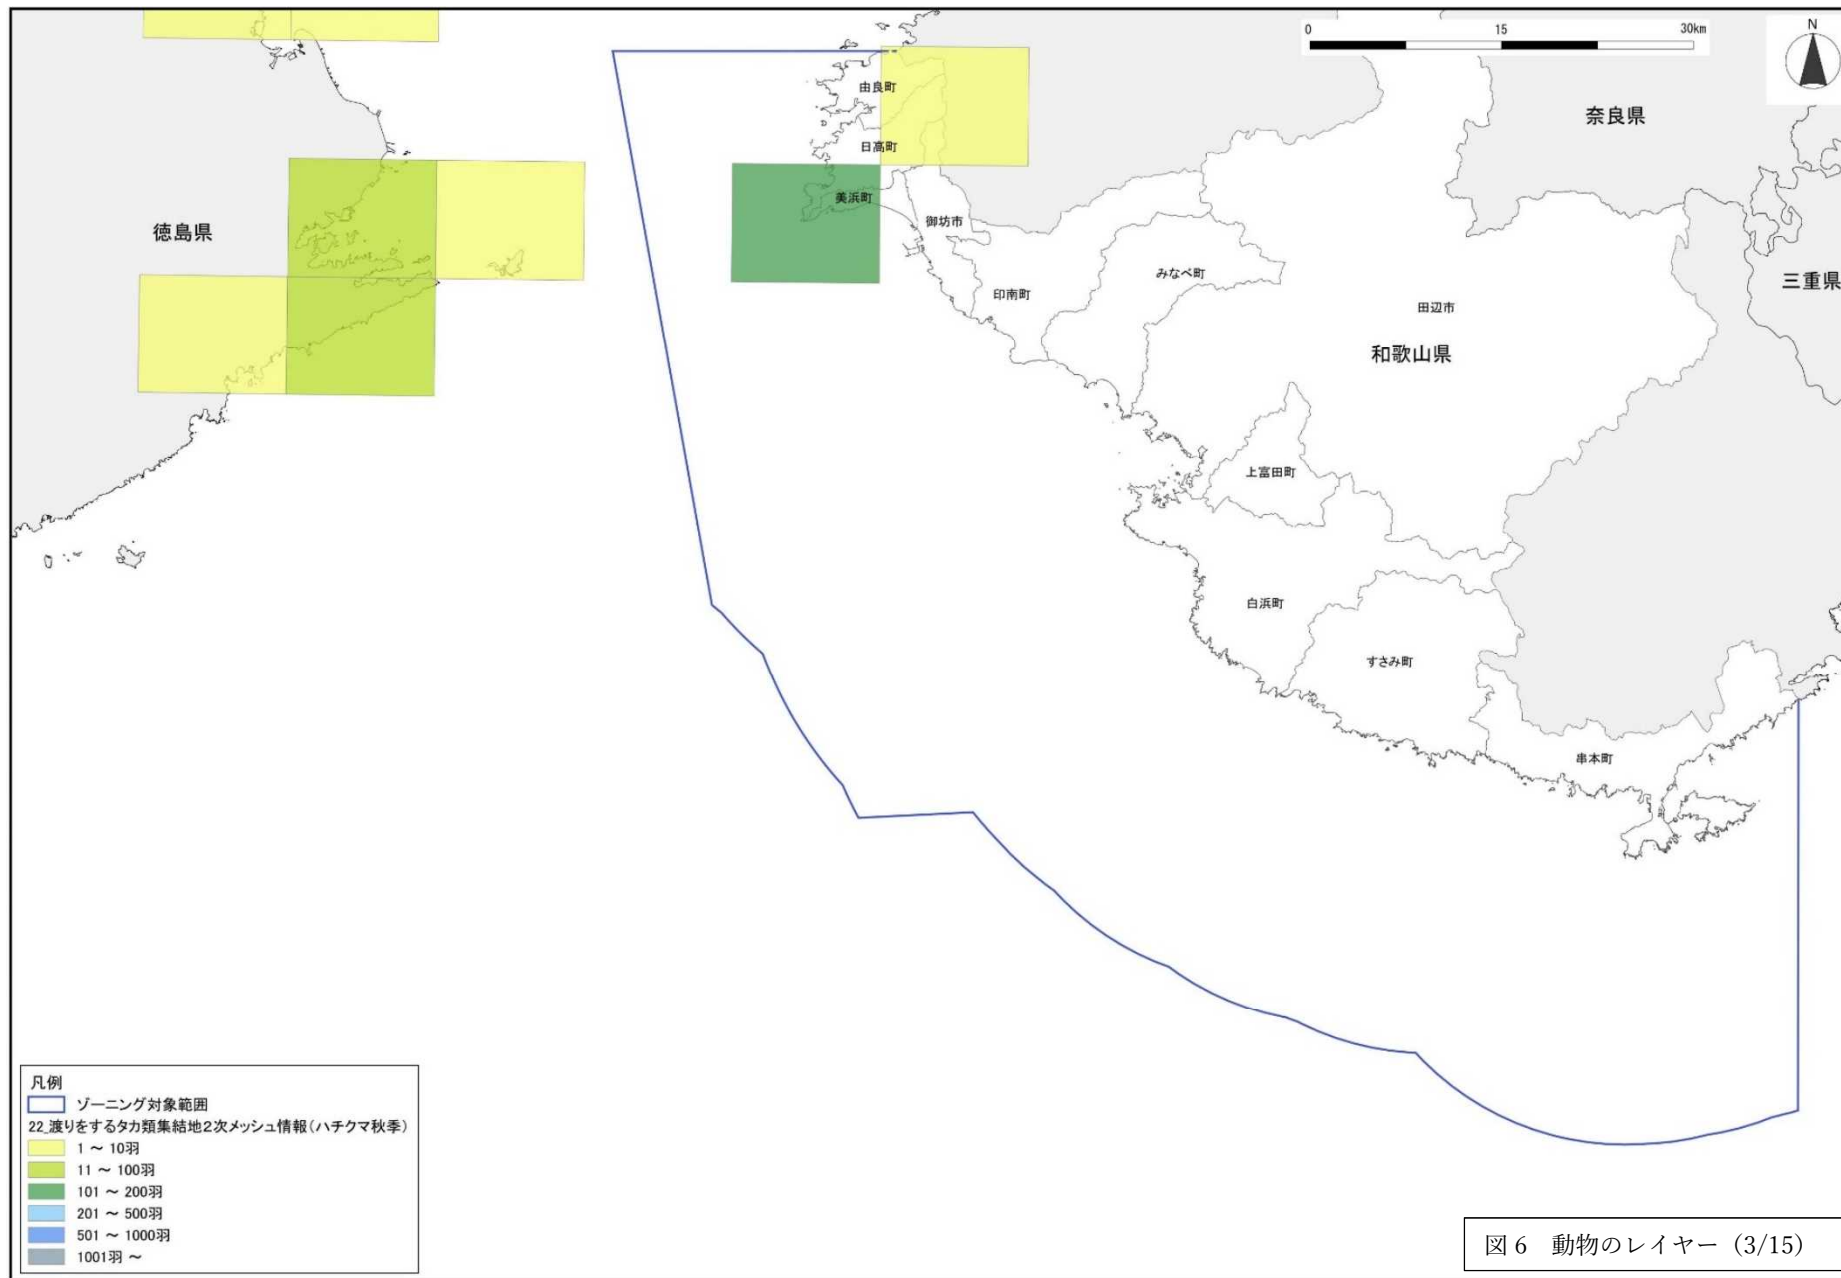 0 15 30km
N
由良町
奈良県
日高町
美浜町
御坊市
徳島県
みなべ町
三重県
印南町
田辺市
和歌山県
上富田町
白浜町
すさみ町
串本町
凡例
ゾーニング対象範囲
22_渡りをするタカ類集結地2次メッシュ情報(ハチクマ秋季)
1 ～ 10羽
11 ～ 100羽
101 ～ 200羽
201 ～ 500羽
501 ～ 1000羽
1001羽 ～
図 6 動物のレイヤー（3/15）